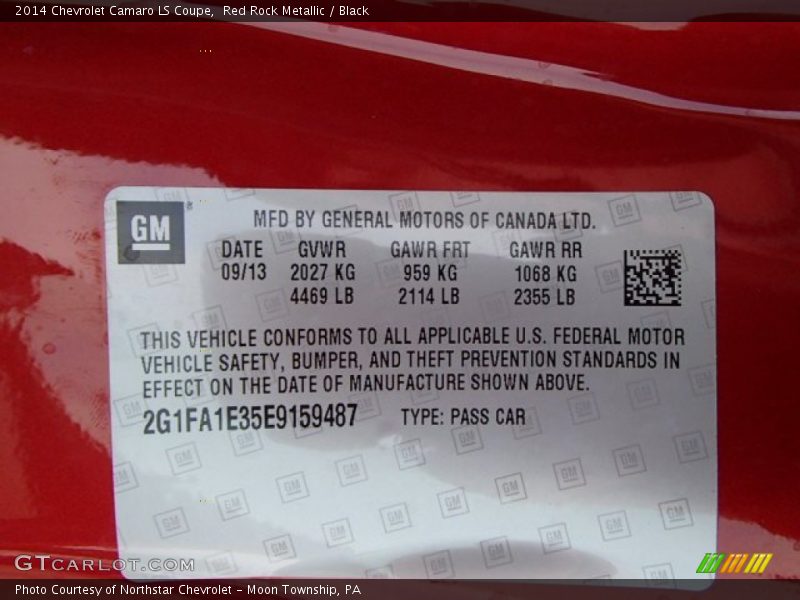 2014 Chevrolet Camaro LS Coupe,  Red Rock Metallic / Black
GM ®
MFD BY GENERAL MOTORS OF CANADA LTD.
DATE GVWR GAWR FRT GAWR RR
09/13 2027 KG 959 KG 1068 KG
4469 LB 2114 LB 2355 LB
THIS VEHICLE CONFORMS TO ALL APPLICABLE U.S. FEDERAL MOTOR
VEHICLE SAFETY, BUMPER, AND THEFT PREVENTION STANDARDS IN
EFFECT ON THE DATE OF MANUFACTURE SHOWN ABOVE.
2G1FA1E35E9159487 TYPE: PASS CAR
GTCARLOT.COM
Photo Courtesy of Northstar Chevrolet - Moon Township, PA